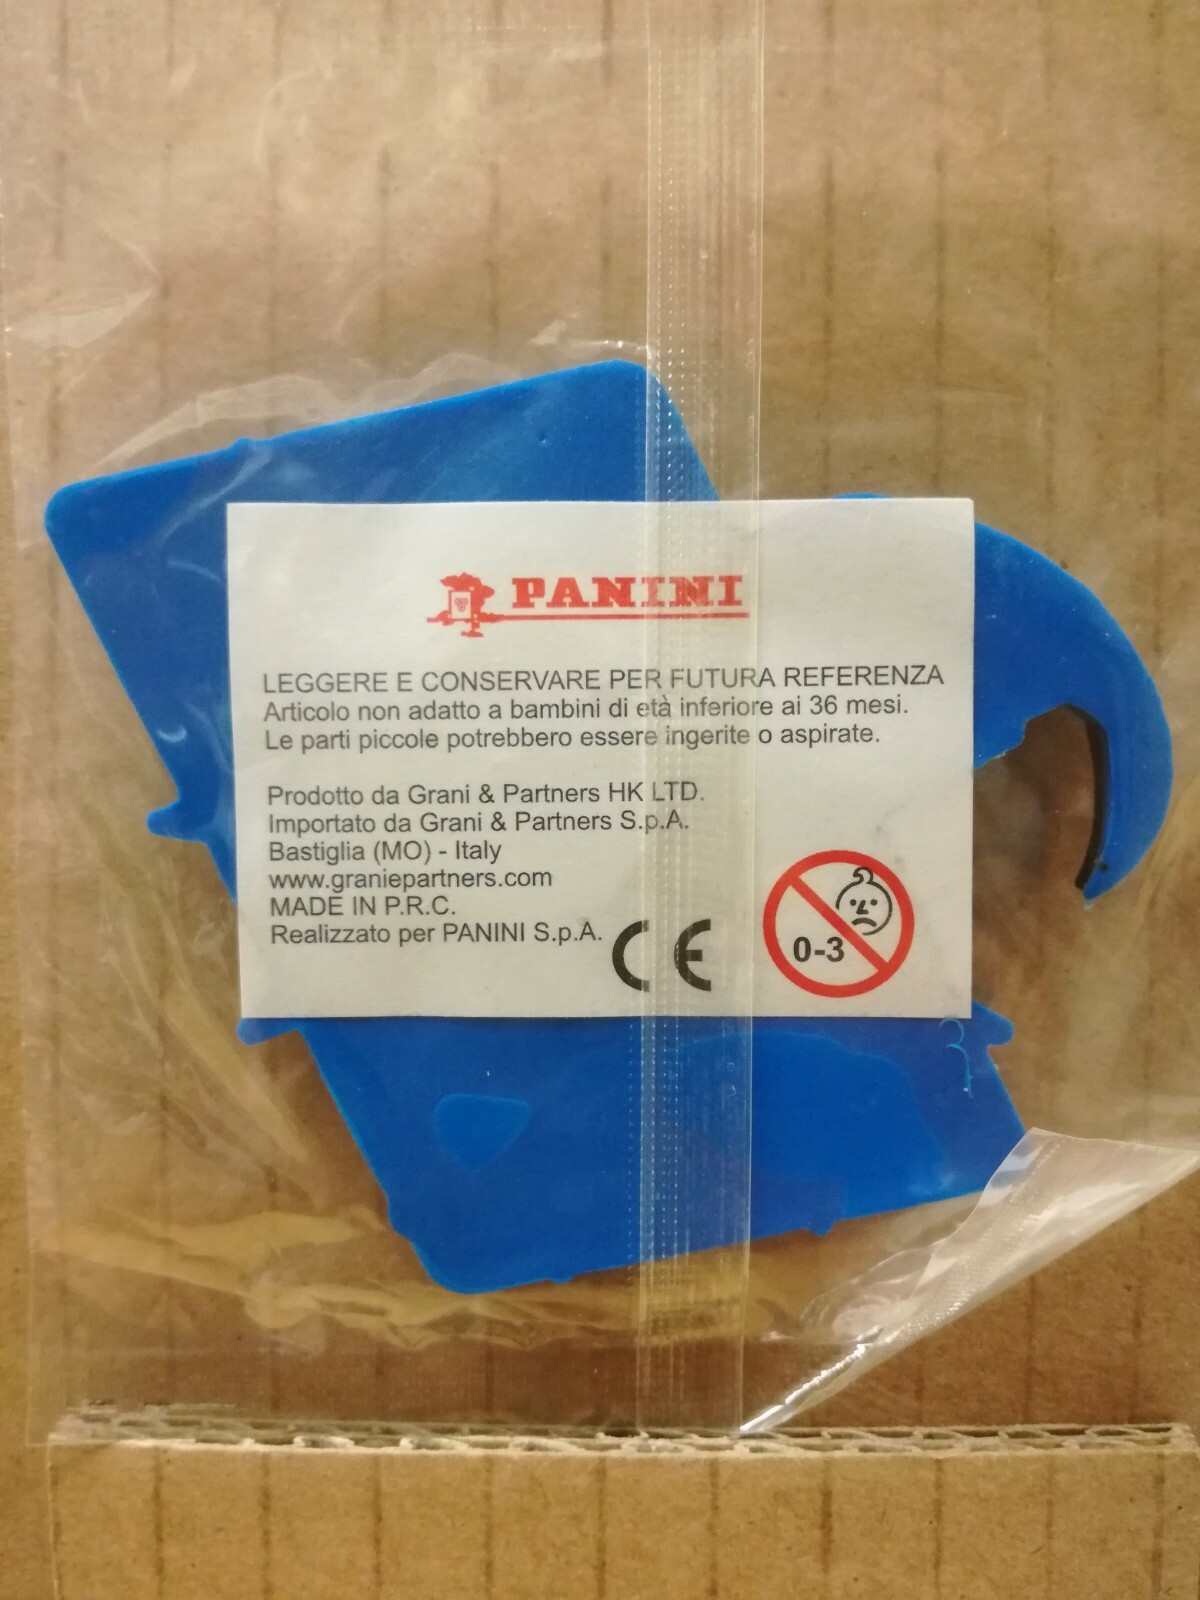 PANINI
LEGGERE E CONSERVARE PER FUTURA REFERENZA
Articolo non adatto a bambini di età inferiore ai 36 mesi.
Le parti piccole potrebbero essere ingerite o aspirate.
Prodotto da Grani & Partners HK LTD.
Importato da Grani & Partners S.p.A.
Bastiglia (MO) - Italy
www.graniepartners.com
MADE IN P.R.C.
Realizzato per PANINI S.p.A.
CE
0-3